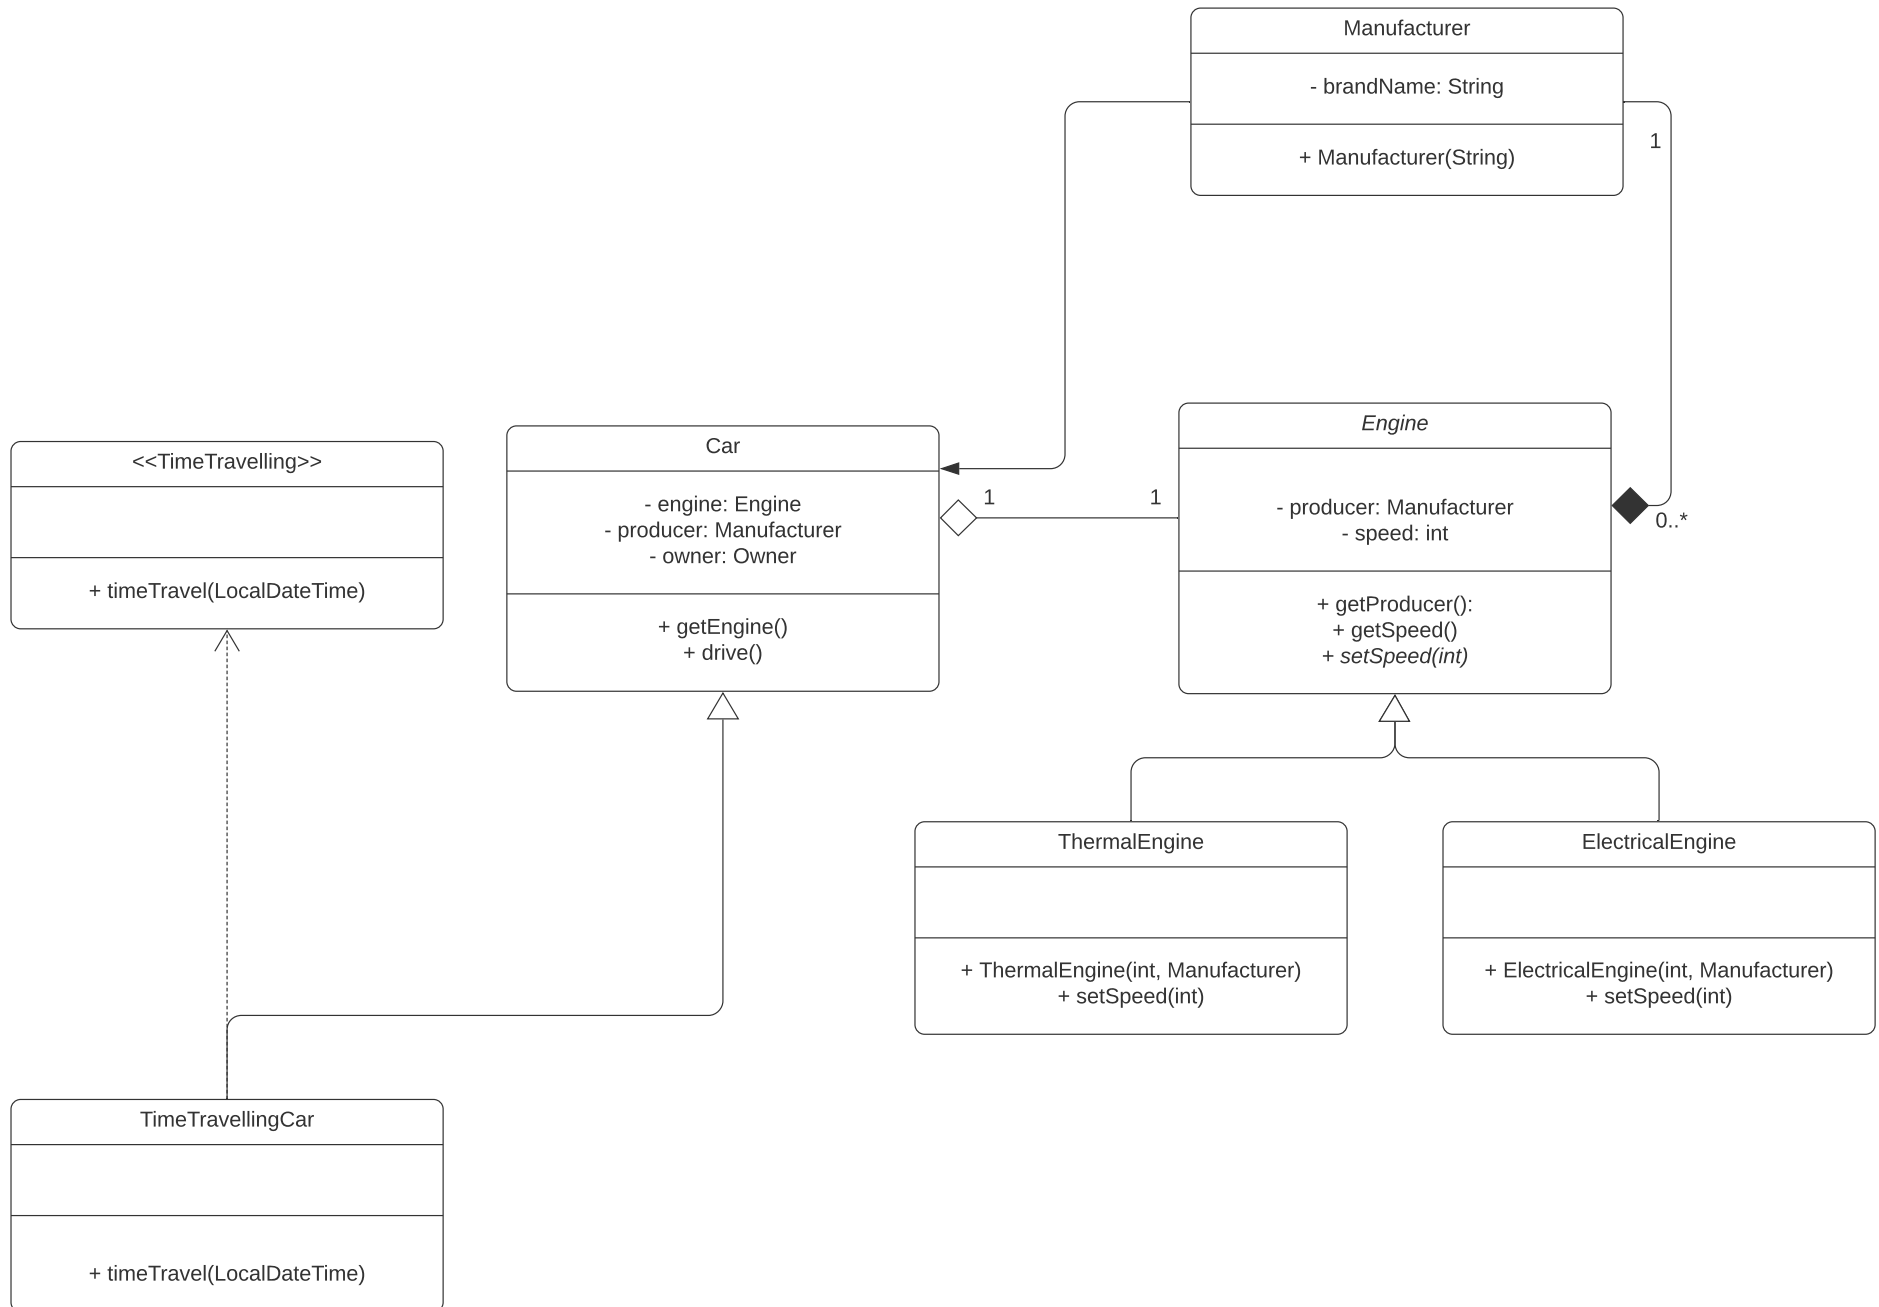 Manufacturer
- brandName: String
+ Manufacturer(String)
1
<<TimeTravelling>>
+ timeTravel(LocalDateTime)
Car
- engine: Engine
- producer: Manufacturer
- owner: Owner
+ getEngine()
+ drive()
1
1
Engine
- producer: Manufacturer
- speed: int
+ getProducer():
+ getSpeed()
+ setSpeed(int)
0..*
ThermalEngine
+ ThermalEngine(int, Manufacturer)
+ setSpeed(int)
ElectricalEngine
+ ElectricalEngine(int, Manufacturer)
+ setSpeed(int)
TimeTravellingCar
+ timeTravel(LocalDateTime)